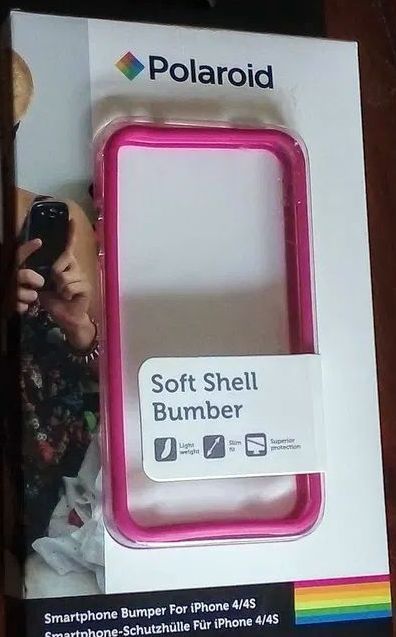 Polaroid
Soft Shell
Bumber
Light
weight
Slim
fit
Superior
protection
Smartphone Bumper For iPhone 4/4S
Smartphone-Schutzhülle Für iPhone 4/4S